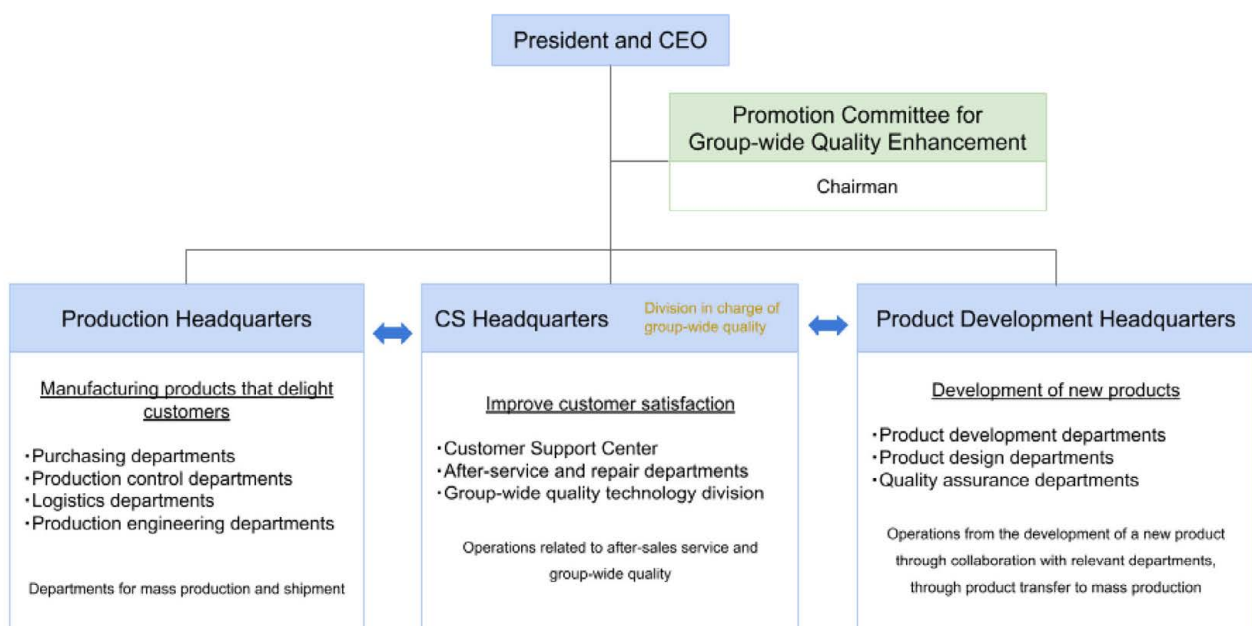 President and CEO
Promotion Committee for
Group-wide Quality Enhancement
Chairman
Production Headquarters
Manufacturing products that delight
customers
・Purchasing departments
・Production control departments
・Logistics departments
・Production engineering departments
Departments for mass production and shipment
CS Headquarters
Division in charge of
group-wide quality
Improve customer satisfaction
・Customer Support Center
・After-service and repair departments
・Group-wide quality technology division
Operations related to after-sales service and
group-wide quality
Product Development Headquarters
Development of new products
・Product development departments
・Product design departments
・Quality assurance departments
Operations from the development of a new product
through collaboration with relevant departments,
through product transfer to mass production